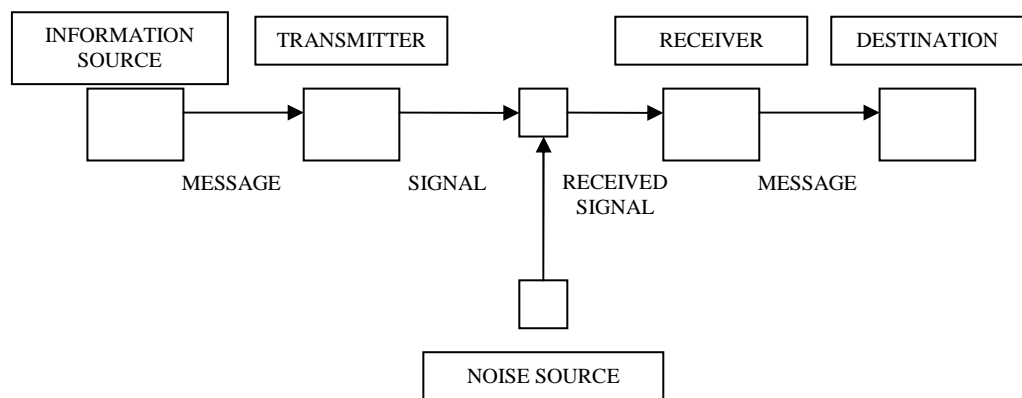 INFORMATION
SOURCE
TRANSMITTER
RECEIVER
DESTINATION
MESSAGE
SIGNAL
RECEIVED
SIGNAL
MESSAGE
NOISE SOURCE